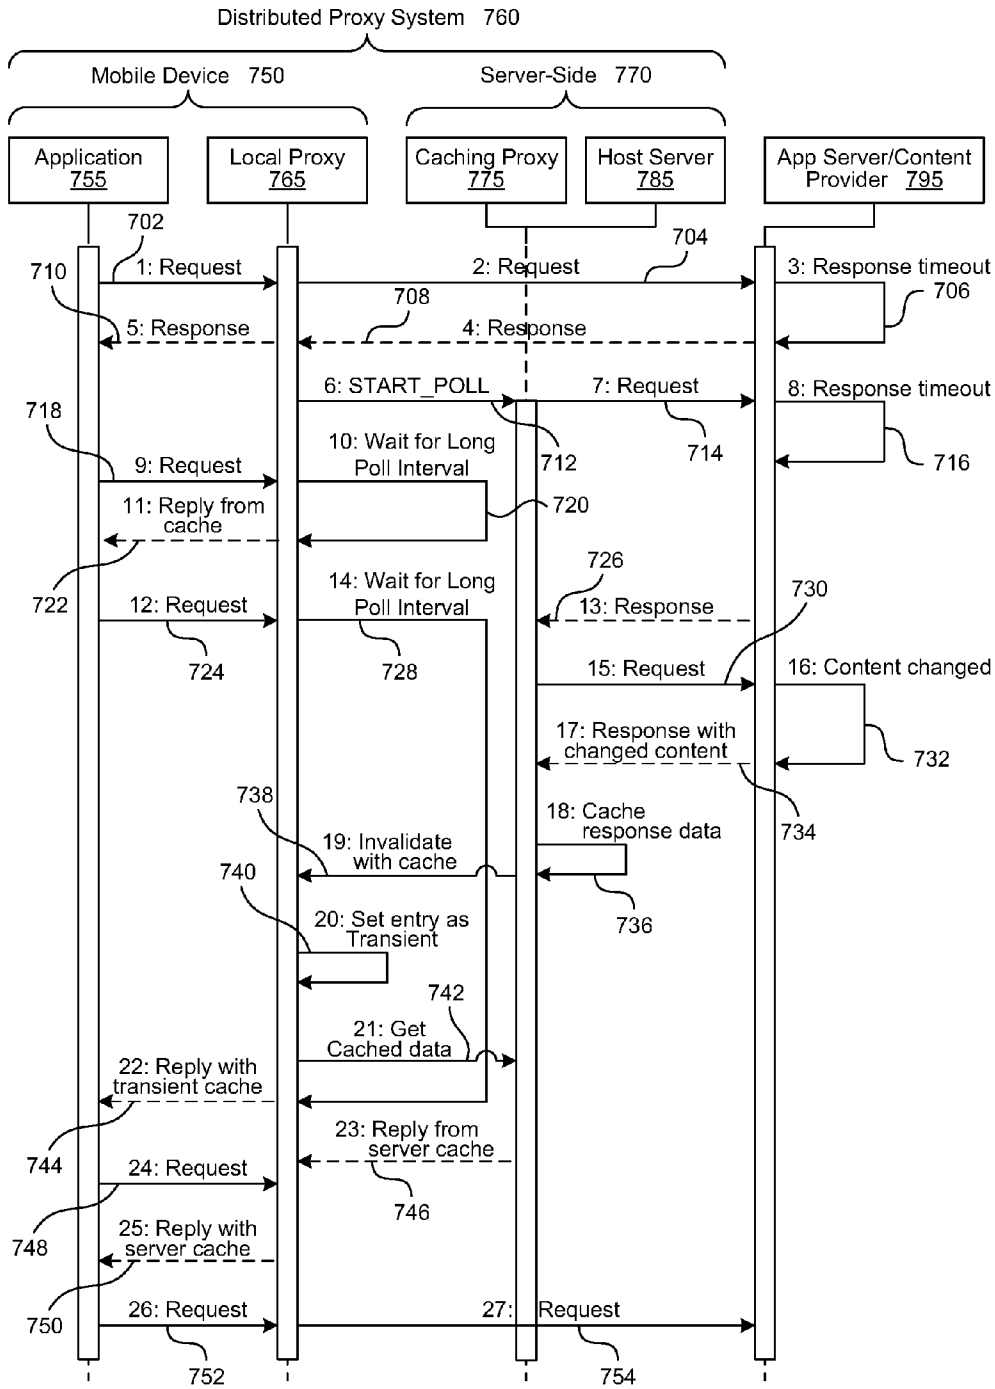 Distributed Proxy System 760
Mobile Device 750
Server-Side 770
Application
755
Local Proxy
765
Caching Proxy
775
Host Server
785
App Server/Content
Provider 795
702
1: Request
704
2: Request
3: Response timeout
706
710
5: Response
708
4: Response
6: START_POLL
712
7: Request
714
8: Response timeout
716
718
9: Request
10: Wait for Long
Poll Interval
720
11: Reply from
cache
722
12: Request
724
14: Wait for Long
Poll Interval
728
726
13: Response
730
15: Request
16: Content changed
732
17: Response with
changed content
734
18: Cache
response data
736
738
19: Invalidate
with cache
740
20: Set entry as
Transient
742
21: Get
Cached data
22: Reply with
transient cache
744
23: Reply from
server cache
746
24: Request
748
25: Reply with
server cache
750
26: Request
752
27: Request
754